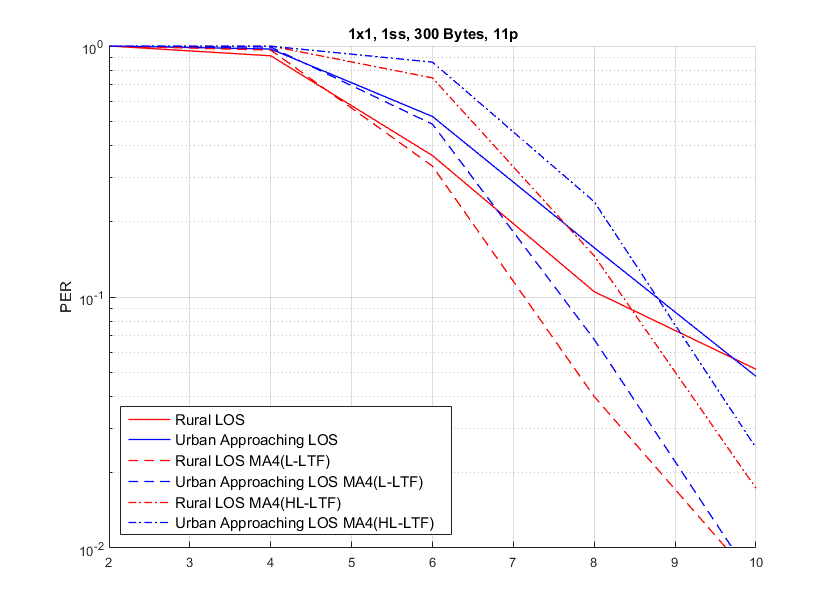 1x1, 1ss, 300 Bytes, 11p
10^0
10^-1
10^-2
PER
Rural LOS
Urban Approaching LOS
Rural LOS MA4(L-LTF)
Urban Approaching LOS MA4(L-LTF)
Rural LOS MA4(HL-LTF)
Urban Approaching LOS MA4(HL-LTF)
2 3 4 5 6 7 8 9 10